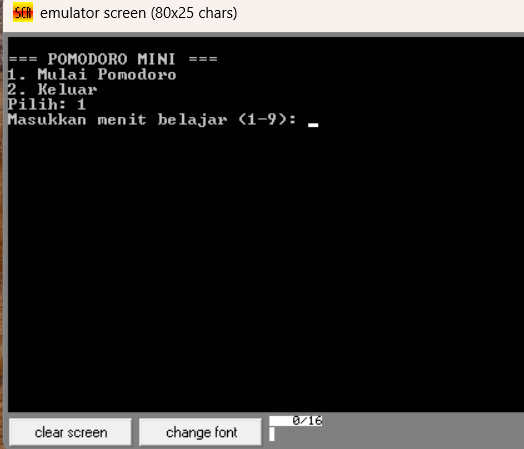 SCR emulator screen (80x25 chars)
=== POMODORO MINI ===
1. Mulai Pomodoro
2. Keluar
Pilih: 1
Masukkan menit belajar (1-9):
clear screen
change font
0/16